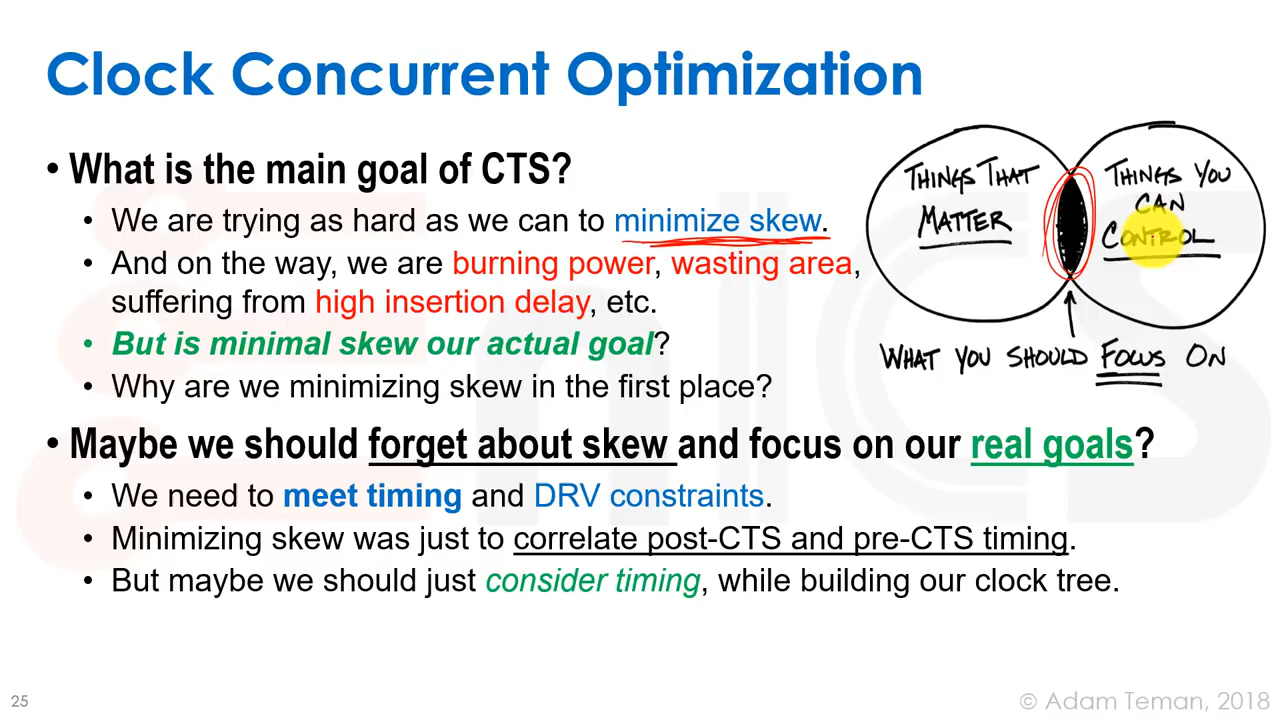 Clock Concurrent Optimization
• What is the main goal of CTS?
• We are trying as hard as we can to minimize skew.
• And on the way, we are burning power, wasting area,
suffering from high insertion delay, etc.
• But is minimal skew our actual goal?
• Why are we minimizing skew in the first place?
THINGS THAT
MATTER
THINGS YOU
CAN
CONTROL
WHAT YOU SHOULD FOCUS ON
• Maybe we should forget about skew and focus on our real goals?
• We need to meet timing and DRV constraints.
• Minimizing skew was just to correlate post-CTS and pre-CTS timing.
• But maybe we should just consider timing, while building our clock tree.
25
© Adam Teman, 2018